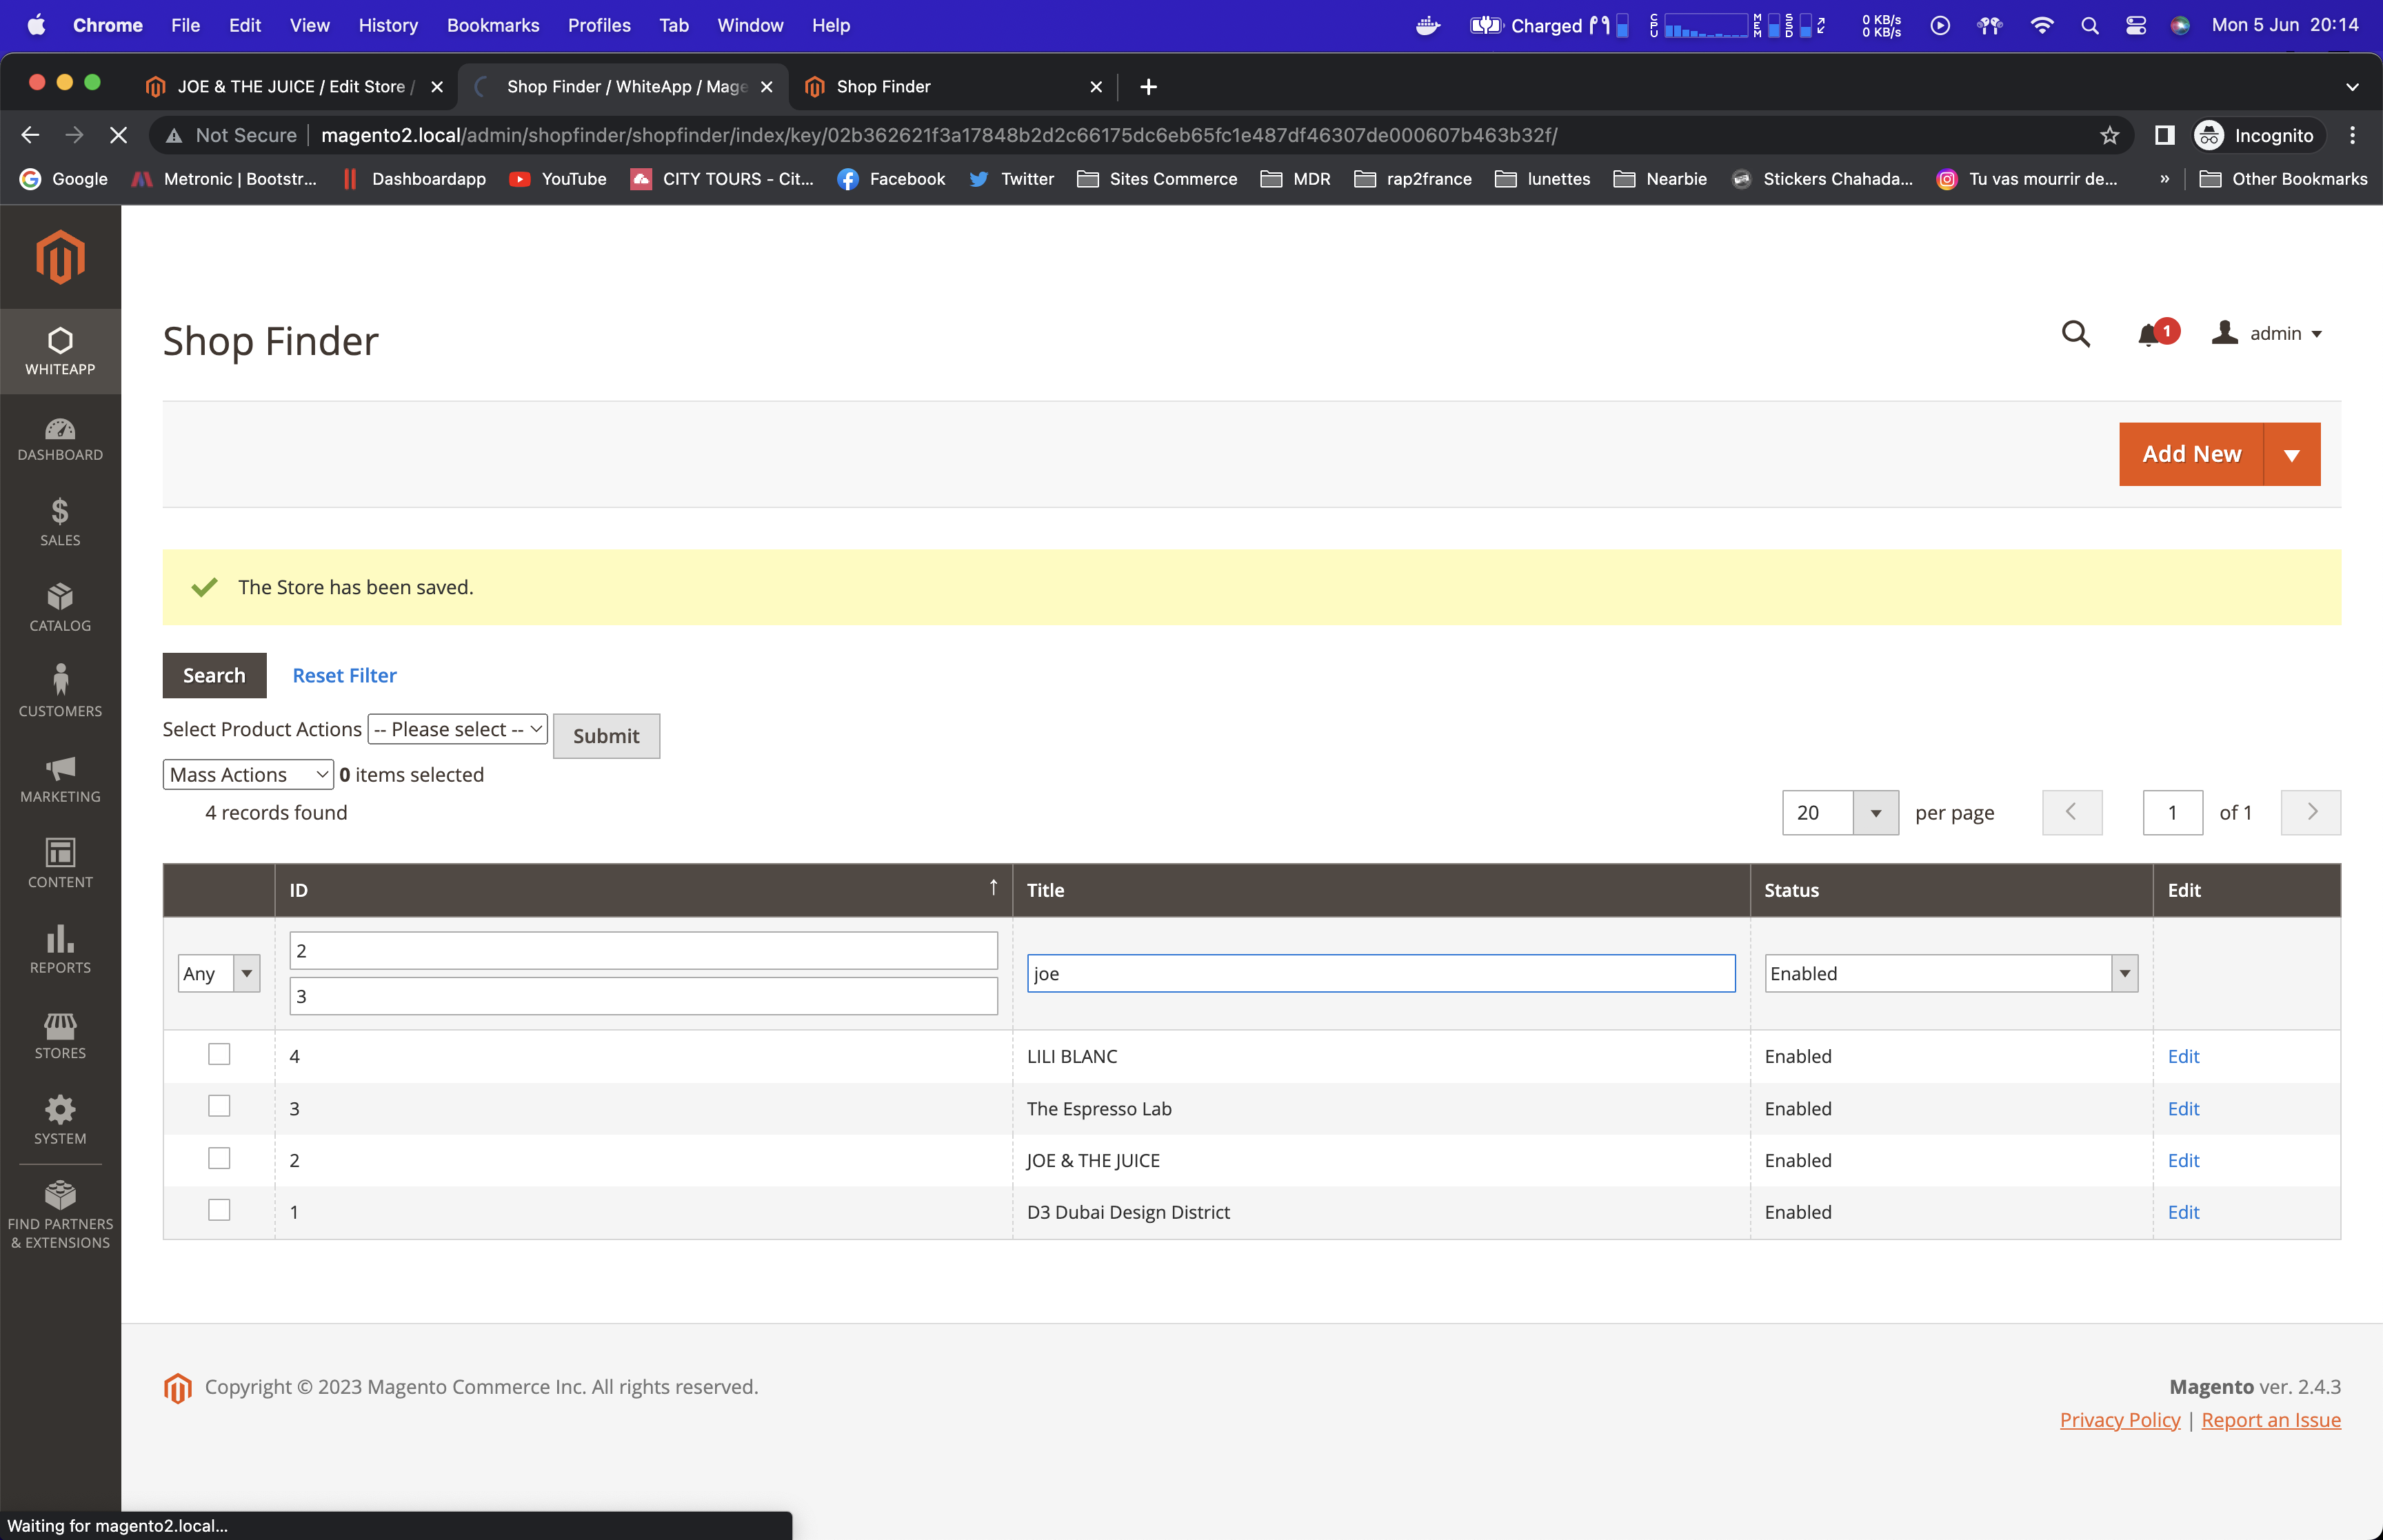 Chrome File Edit View History Bookmarks Profiles Tab Window Help Charged CPU MEM SSD 0 KB/s 0 KB/s Mon 5 Jun 20:14
JOE & THE JUICE / Edit Store / Shop Finder / WhiteApp / Mage Shop Finder
Not Secure magento2.local/admin/shopfinder/shopfinder/index/key/02b362621f3a17848b2d2c66175dc6eb65fc1e487df46307de000607b463b32f/ Incognito
Google Metronic | Bootstr... Dashboardapp YouTube CITY TOURS - Cit... Facebook Twitter Sites Commerce MDR rap2france lunettes Nearbie Stickers Chahada... Tu vas mourrir de... » Other Bookmarks
WHITEAPP
DASHBOARD
SALES
CATALOG
CUSTOMERS
MARKETING
CONTENT
REPORTS
STORES
SYSTEM
FIND PARTNERS
& EXTENSIONS
Shop Finder
1 admin
Add New
The Store has been saved.
Search Reset Filter
Select Product Actions -- Please select -- Submit
Mass Actions 0 items selected
4 records found 20 per page 1 of 1
ID ↑ Title Status Edit
Any 2 joe Enabled
3
4 LILI BLANC Enabled Edit
3 The Espresso Lab Enabled Edit
2 JOE & THE JUICE Enabled Edit
1 D3 Dubai Design District Enabled Edit
Copyright © 2023 Magento Commerce Inc. All rights reserved. Magento ver. 2.4.3
Privacy Policy | Report an Issue
Waiting for magento2.local...